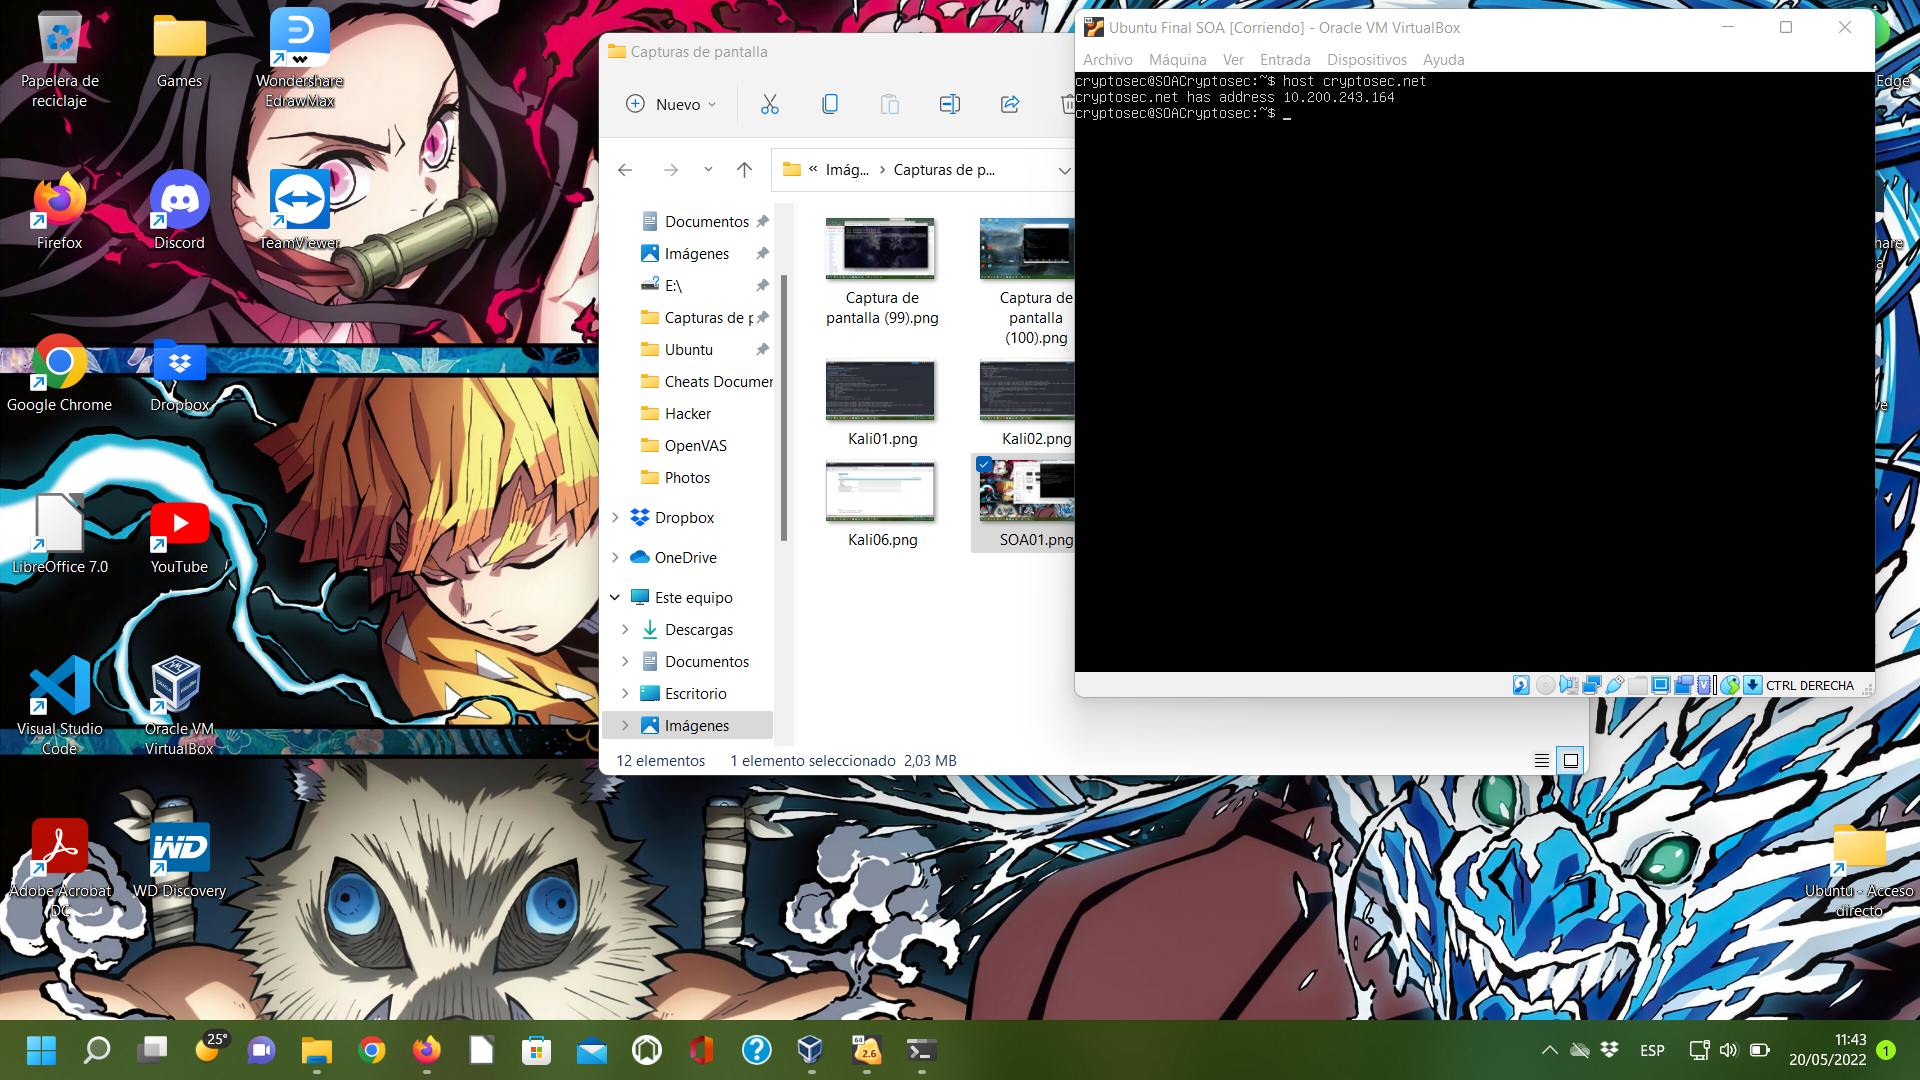 Papelera de
reciclaje
Games
Wondershare
EdrawMax
Firefox
Discord
TeamViewer
Google Chrome
Dropbox
LibreOffice 7.0
YouTube
Visual Studio
Code
Oracle VM
VirtualBox
Adobe Acrobat
DC
WD
WD Discovery
Capturas de pantalla
Nuevo
« Imág... > Capturas de p...
Documentos
Imágenes
E:\
Capturas de p
Ubuntu
Cheats Documen
Hacker
OpenVAS
Photos
Dropbox
OneDrive
Este equipo
Descargas
Documentos
Escritorio
Imágenes
Captura de
pantalla (99).png
Captura de
pantalla
(100).png
Kali01.png
Kali02.png
Kali06.png
SOA01.png
12 elementos
1 elemento seleccionado 2,03 MB
Ubuntu Final SOA [Corriendo] - Oracle VM VirtualBox
Archivo Máquina Ver Entrada Dispositivos Ayuda
cryptosec@SOACryptosec:~$ host cryptosec.net
cryptosec.net has address 10.200.243.164
cryptosec@SOACryptosec:~$ _
CTRL DERECHA
Edge
hare
Ubuntu - Acceso
directo
25°
64
2.6
ESP
11:43
20/05/2022
1